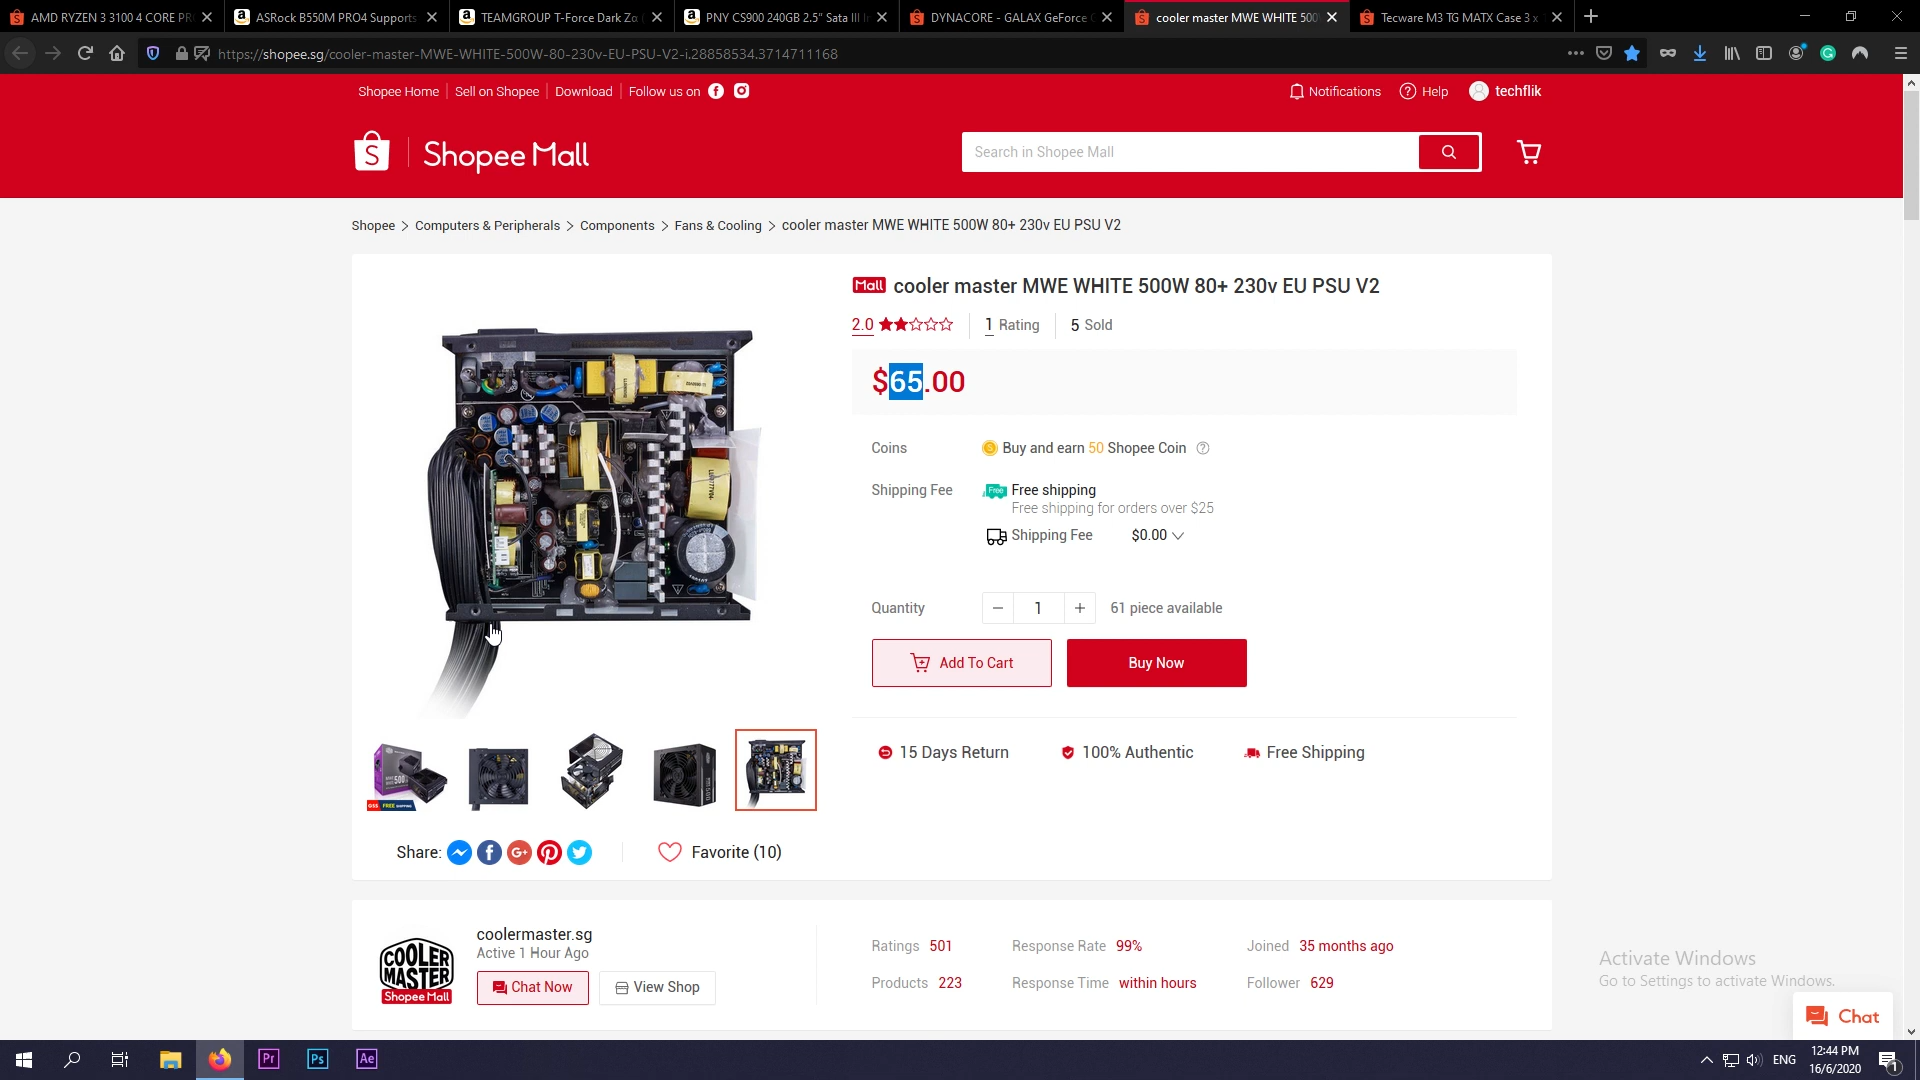 AMD RYZEN 3 3100 4 CORE PR
ASRock B550M PRO4 Supports
TEAMGROUP T-Force Dark Zα
PNY CS900 240GB 2.5" Sata III I
DYNACORE - GALAX GeForce
cooler master MWE WHITE 500
Tecware M3 TG MATX Case 3 x
https://shopee.sg/cooler-master-MWE-WHITE-500W-80-230v-EU-PSU-V2-i.28858534.3714711168
Shopee Home
Sell on Shopee
Download
Follow us on
Notifications
Help
techflik
Shopee Mall
Search in Shopee Mall
Shopee > Computers & Peripherals > Components > Fans & Cooling > cooler master MWE WHITE 500W 80+ 230v EU PSU V2
Mall cooler master MWE WHITE 500W 80+ 230v EU PSU V2
2.0
1 Rating
5 Sold
$65.00
Coins
Buy and earn 50 Shopee Coin
Shipping Fee
Free
Free shipping
Free shipping for orders over $25
Shipping Fee
$0.00
Quantity
1
61 piece available
Add To Cart
Buy Now
15 Days Return
100% Authentic
Free Shipping
Share:
Favorite (10)
COOLER
MASTER
Shopee Mall
coolermaster.sg
Active 1 Hour Ago
Chat Now
View Shop
Ratings 501
Response Rate 99%
Joined 35 months ago
Products 223
Response Time within hours
Follower 629
Activate Windows
Go to Settings to activate Windows.
Chat
Pr
Ps
Ae
ENG
12:44 PM
16/6/2020
1